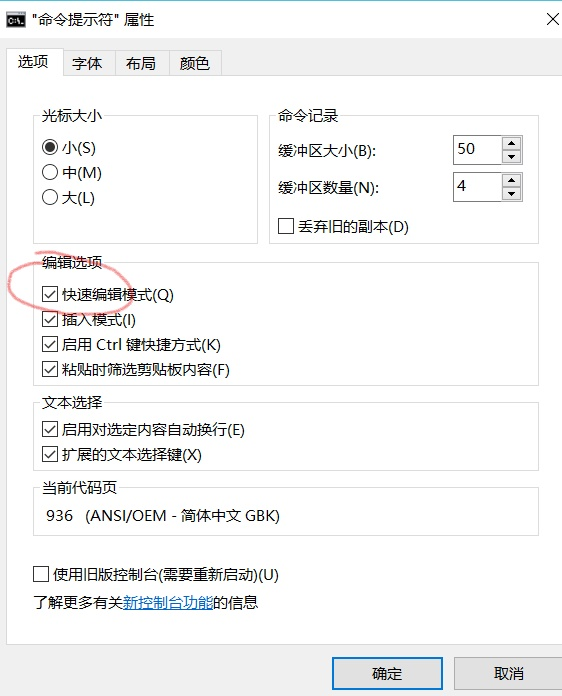 "命令提示符" 属性
选项 字体 布局 颜色
光标大小
小(S)
中(M)
大(L)
命令记录
缓冲区大小(B): 50
缓冲区数量(N): 4
丢弃旧的副本(D)
编辑选项
快速编辑模式(Q)
插入模式(I)
启用 Ctrl 键快捷方式(K)
粘贴时筛选剪贴板内容(F)
文本选择
启用对选定内容自动换行(E)
扩展的文本选择键(X)
当前代码页
936 (ANSI/OEM - 简体中文 GBK)
使用旧版控制台(需要重新启动)(U)
了解更多有关新控制台功能的信息
确定 取消